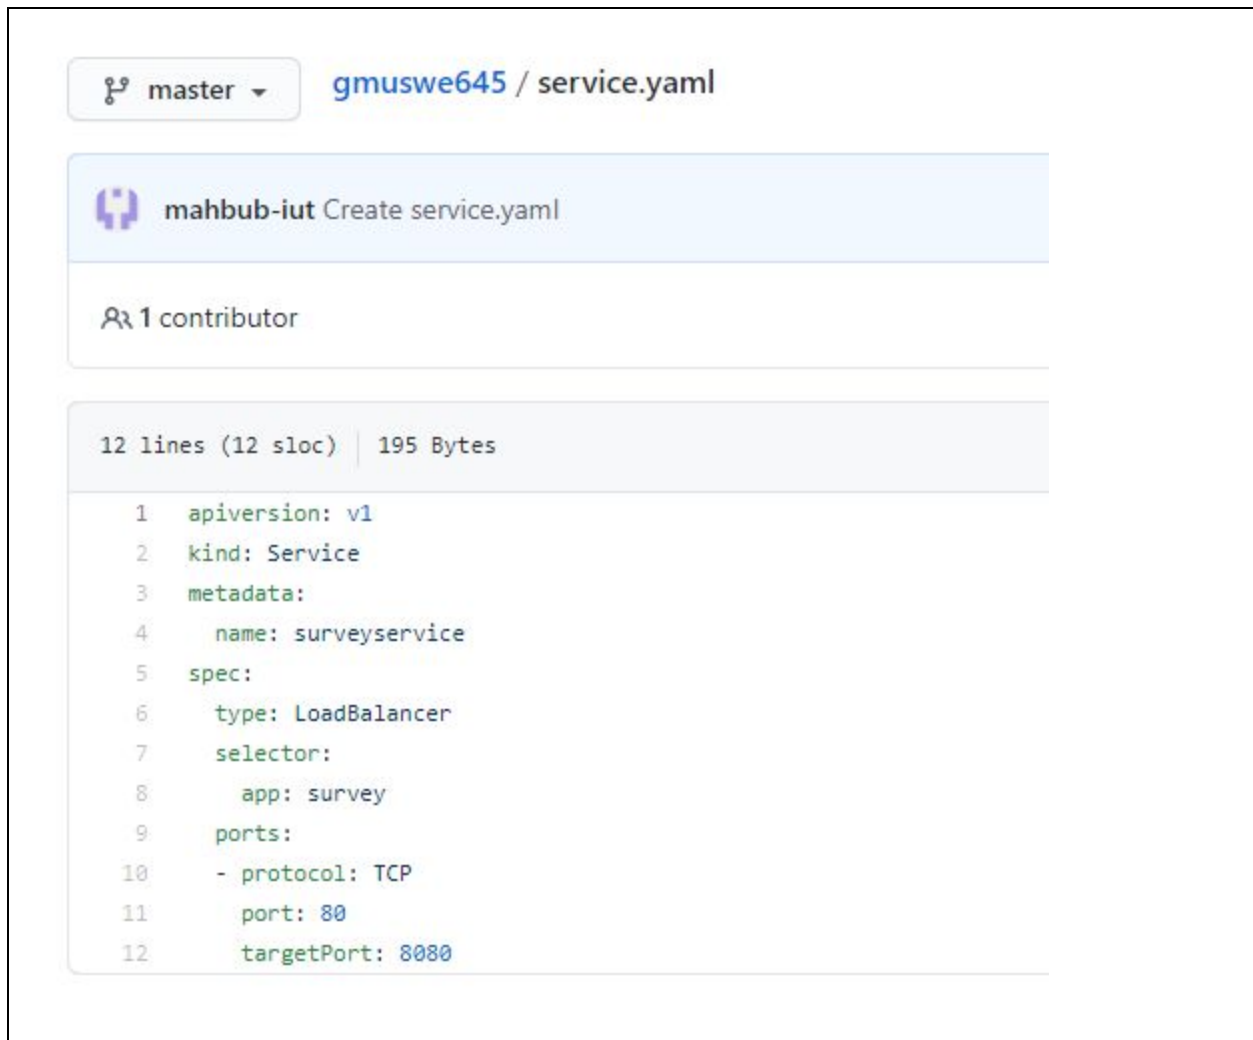 master gmuswe645 / service.yaml
mahbub-iut Create service.yaml
1 contributor
12 lines (12 sloc) 195 Bytes
1 apiversion: v1
2 kind: Service
3 metadata:
4   name: surveyservice
5 spec:
6   type: LoadBalancer
7   selector:
8     app: survey
9   ports:
10   - protocol: TCP
11     port: 80
12     targetPort: 8080